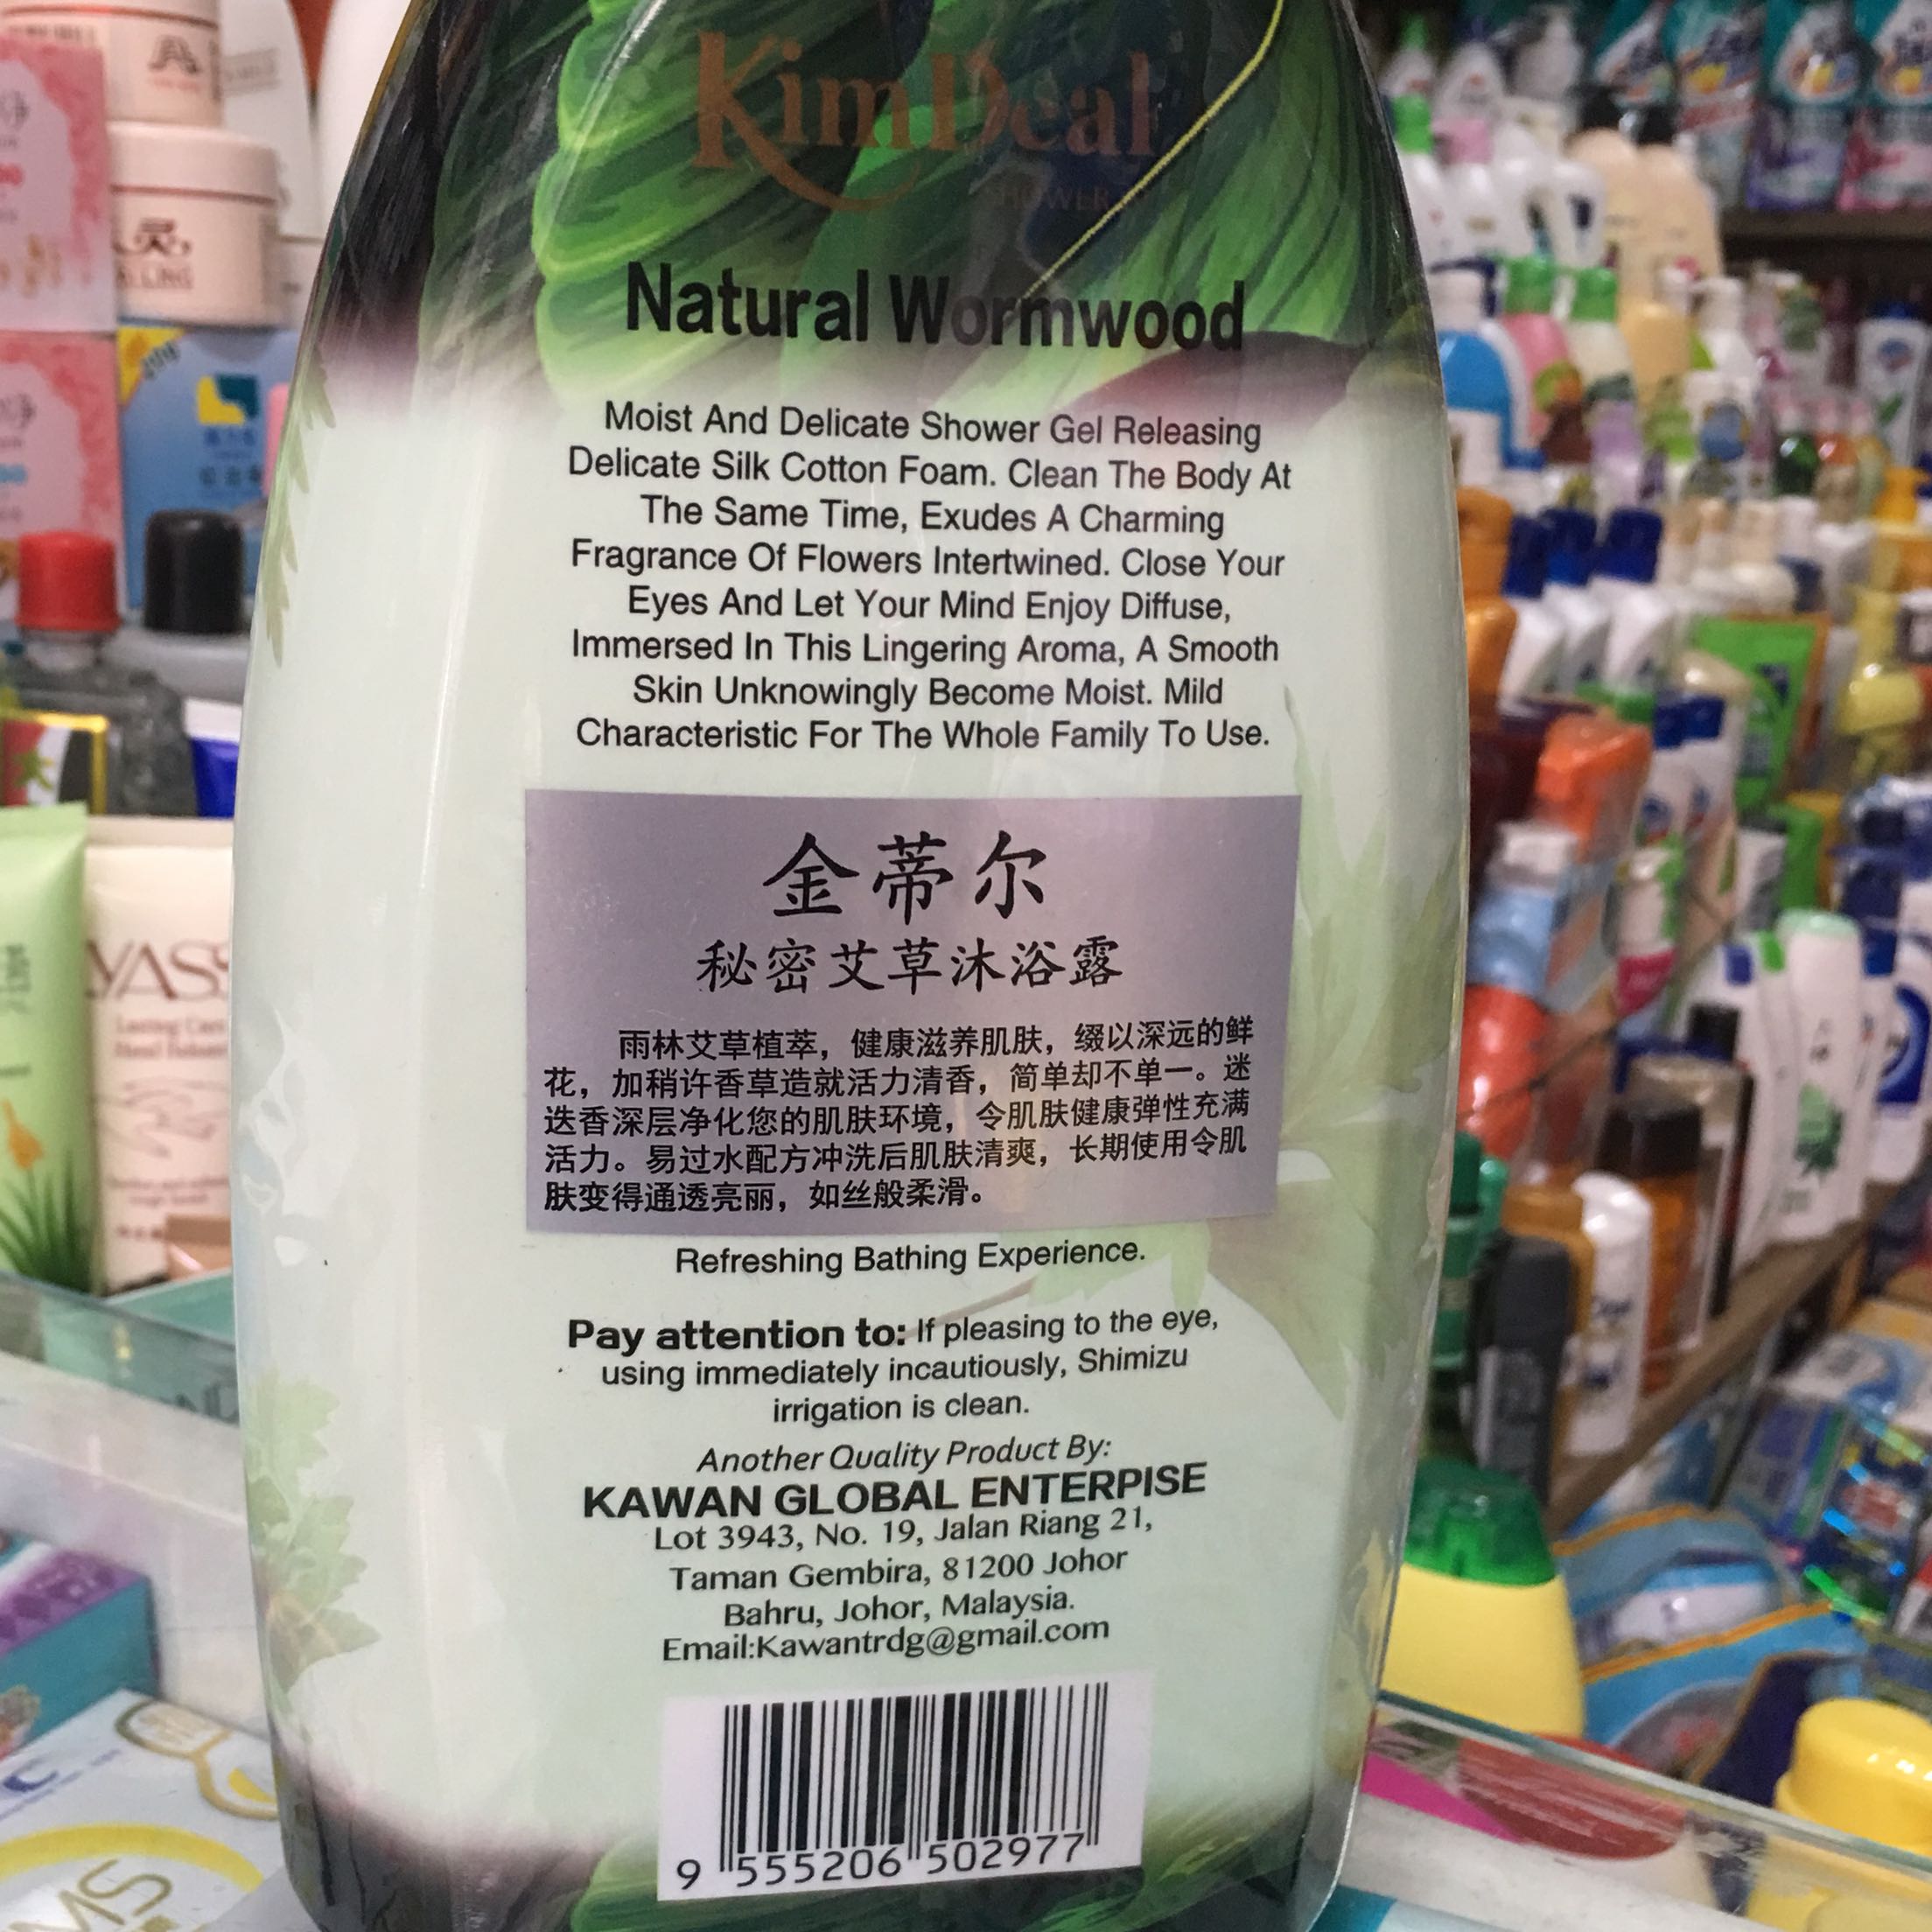 KimDeal
SHOWER
Natural Wormwood
Moist And Delicate Shower Gel Releasing
Delicate Silk Cotton Foam. Clean The Body At
The Same Time, Exudes A Charming
Fragrance Of Flowers Intertwined. Close Your
Eyes And Let Your Mind Enjoy Diffuse,
Immersed In This Lingering Aroma, A Smooth
Skin Unknowingly Become Moist. Mild
Characteristic For The Whole Family To Use.
金蒂尔
秘密艾草沐浴露
雨林艾草植萃，健康滋养肌肤，缀以深远的鲜
花，加稍许香草造就活力清香，简单却不单一。迷
迭香深层净化您的肌肤环境，令肌肤健康弹性充满
活力。易过水配方冲洗后肌肤清爽，长期使用令肌
肤变得通透亮丽，如丝般柔滑。
Refreshing Bathing Experience.
Pay attention to: If pleasing to the eye,
using immediately incautiously, Shimizu
irrigation is clean.
Another Quality Product By:
KAWAN GLOBAL ENTERPISE
Lot 3943, No. 19, Jalan Riang 21,
Taman Gembira, 81200 Johor
Bahru, Johor, Malaysia.
Email:Kawantrdg@gmail.com
9 555206 502977
YASS
Lasting Care